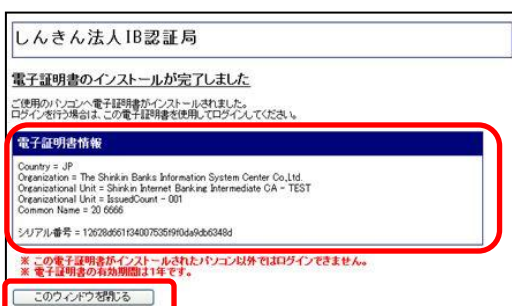 しんきん法人IB認証局
電子証明書のインストールが完了しました
ご使用のパソコンへ電子証明書がインストールされました。
ログインを行う場合は、この電子証明書を使用してログインしてください。
電子証明書情報
Country = JP
Organization = The Shinkin Banks Information System Center Co.,Ltd.
Organizational Unit = Shinkin Internet Banking Intermediate CA - TEST
Organizational Unit = IssuedCount - 001
Common Name = 20 6666
シリアル番号 = 12628d661f34007535f9f0da9db6348d
※ この電子証明書がインストールされたパソコン以外ではログインできません。
※ 電子証明書の有効期間は1年です。
このウィンドウを閉じる